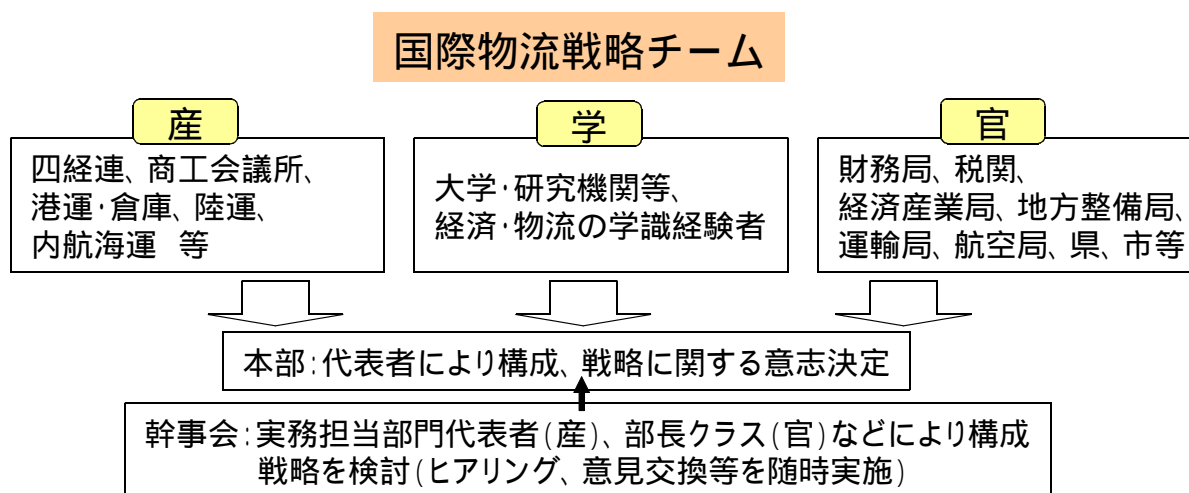 国際物流戦略チーム
産
四経連、商工会議所、
港運・倉庫、陸運、
内航海運 等
学
大学・研究機関等、
経済・物流の学識経験者
官
財務局、税関、
経済産業局、地方整備局、
運輸局、航空局、県、市等
本部:代表者により構成、戦略に関する意志決定
幹事会:実務担当部門代表者(産)、部長クラス(官)などにより構成
戦略を検討(ヒアリング、意見交換等を随時実施)